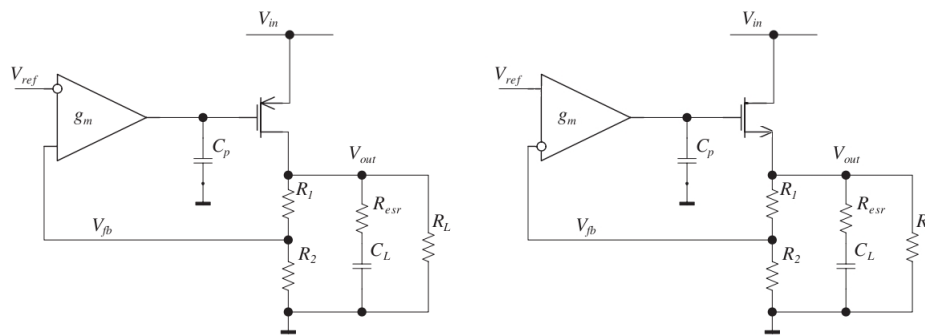 V_in
V_ref
g_m
C_p
V_out
R_1
R_esr
R_L
V_fb
R_2
C_L
V_in
V_ref
g_m
C_p
V_out
R_1
R_esr
R
V_fb
R_2
C_L